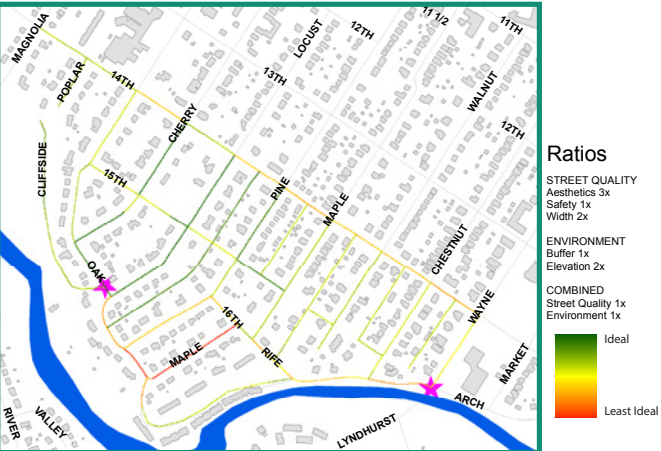 MAGNOLIA
LOCUST
12TH
11 1/2
11TH
POPLAR
14TH
13TH
WALNUT
CHERRY
12TH
CLIFFSIDE
15TH
PINE
MAPLE
CHESTNUT
OAK
16TH
WAYNE
MAPLE
RIFE
MARKET
ARCH
RIVER
VALLEY
LYNDHURST
Ratios
STREET QUALITY
Aesthetics 3x
Safety 1x
Width 2x
ENVIRONMENT
Buffer 1x
Elevation 2x
COMBINED
Street Quality 1x
Environment 1x
Ideal
Least Ideal